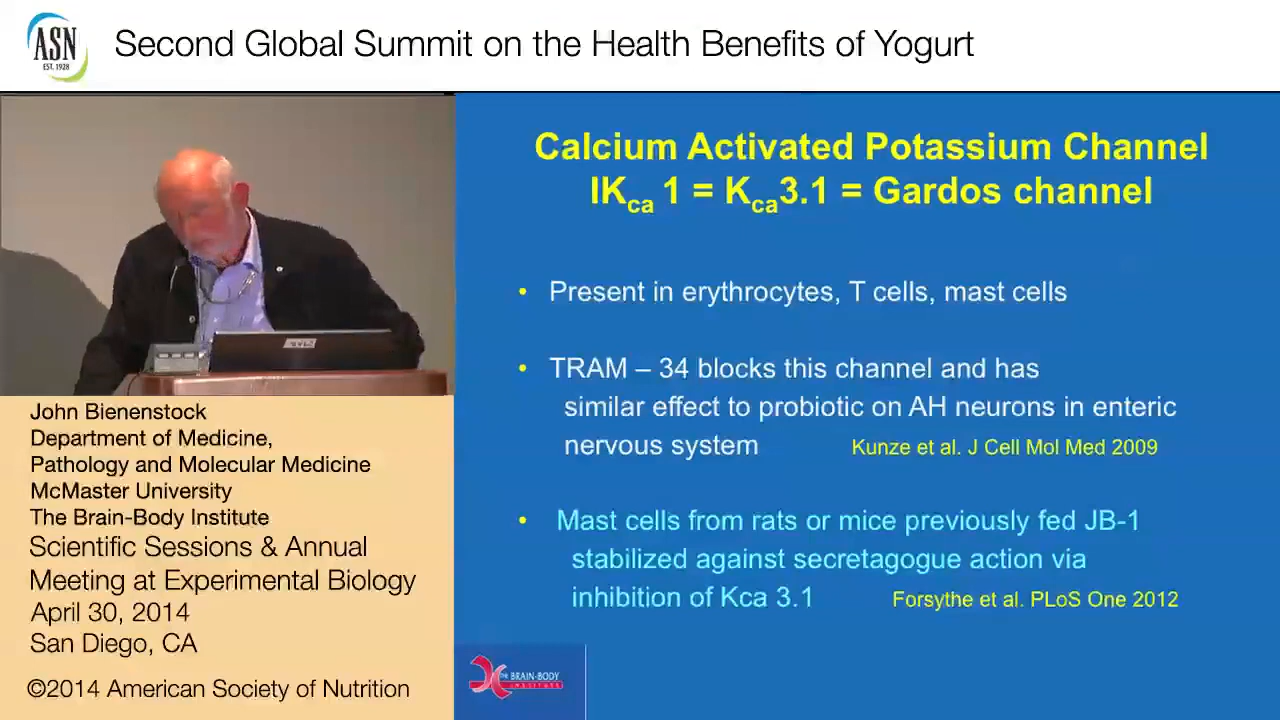 ASN
EST. 1928
Second Global Summit on the Health Benefits of Yogurt
Calcium Activated Potassium Channel
IKca 1 = Kca3.1 = Gardos channel
• Present in erythrocytes, T cells, mast cells
• TRAM – 34 blocks this channel and has
similar effect to probiotic on AH neurons in enteric
nervous system Kunze et al. J Cell Mol Med 2009
• Mast cells from rats or mice previously fed JB-1
stabilized against secretagogue action via
inhibition of Kca 3.1 Forsythe et al. PLoS One 2012
THE BRAIN-BODY
INSTITUTE
John Bienenstock
Department of Medicine,
Pathology and Molecular Medicine
McMaster University
The Brain-Body Institute
Scientific Sessions & Annual
Meeting at Experimental Biology
April 30, 2014
San Diego, CA
©2014 American Society of Nutrition